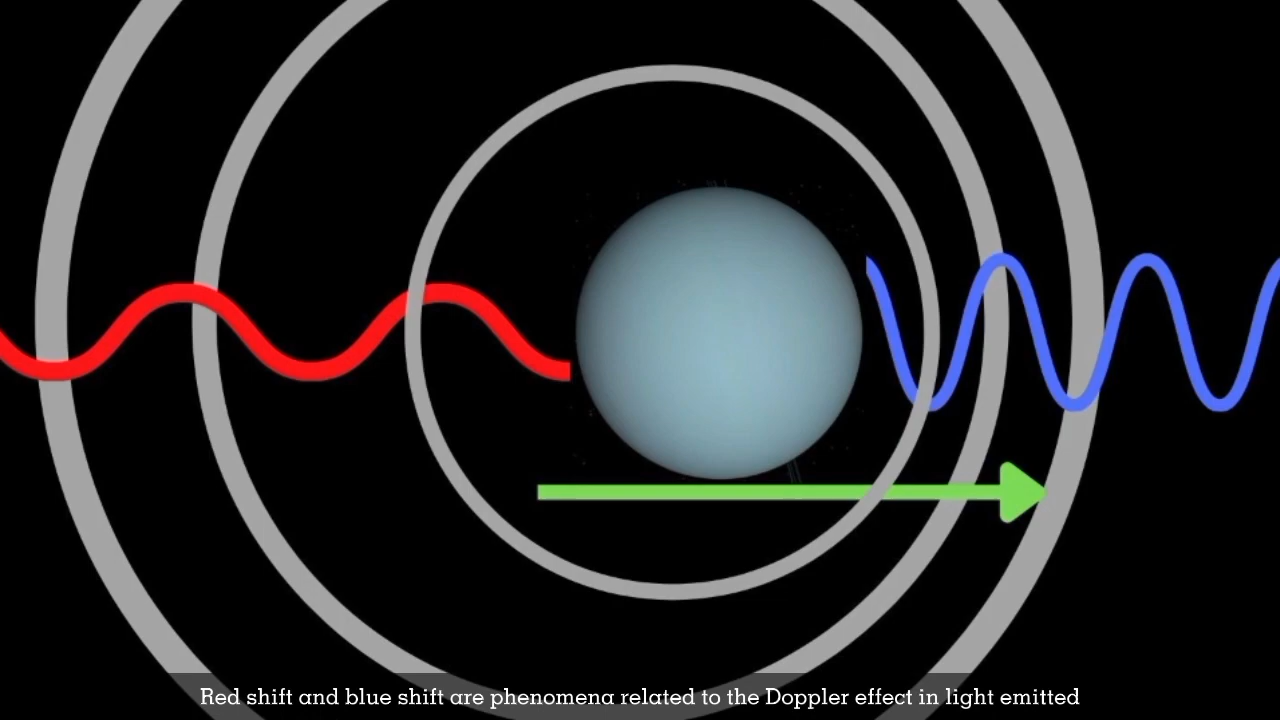 Red shift and blue shift are phenomena related to the Doppler effect in light emitted